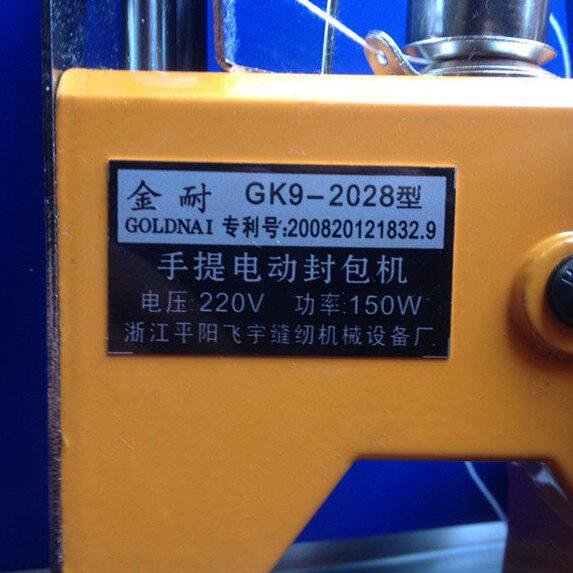 金耐 GK9-2028型
GOLDNAI 专利号:200820121832.9
手提电动封包机
电压:220V 功率:150W
浙江平阳飞宇缝纫机械设备厂